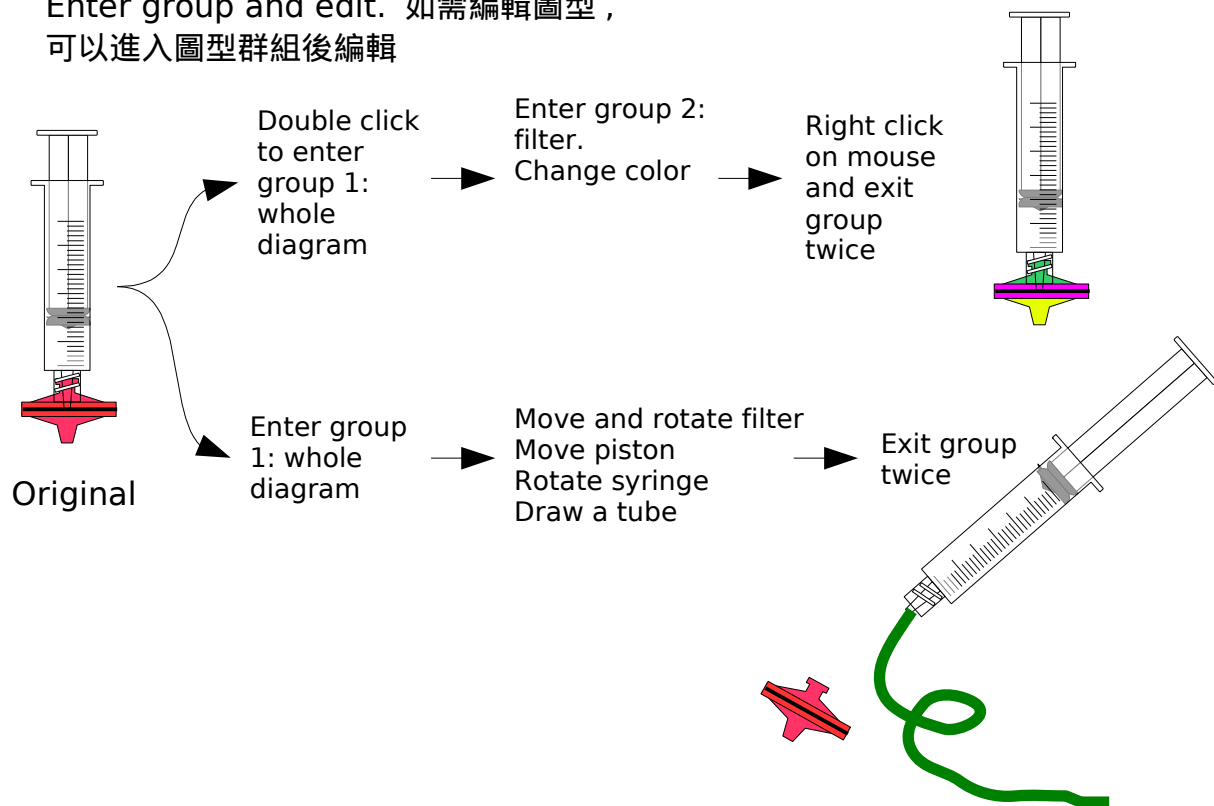 Enter group and edit. 如需編輯圖型，
可以進入圖型群組後編輯
Double click
to enter
group 1:
whole
diagram
Enter group 2:
filter.
Change color
Right click
on mouse
and exit
group
twice
Original
Enter group
1: whole
diagram
Move and rotate filter
Move piston
Rotate syringe
Draw a tube
Exit group
twice